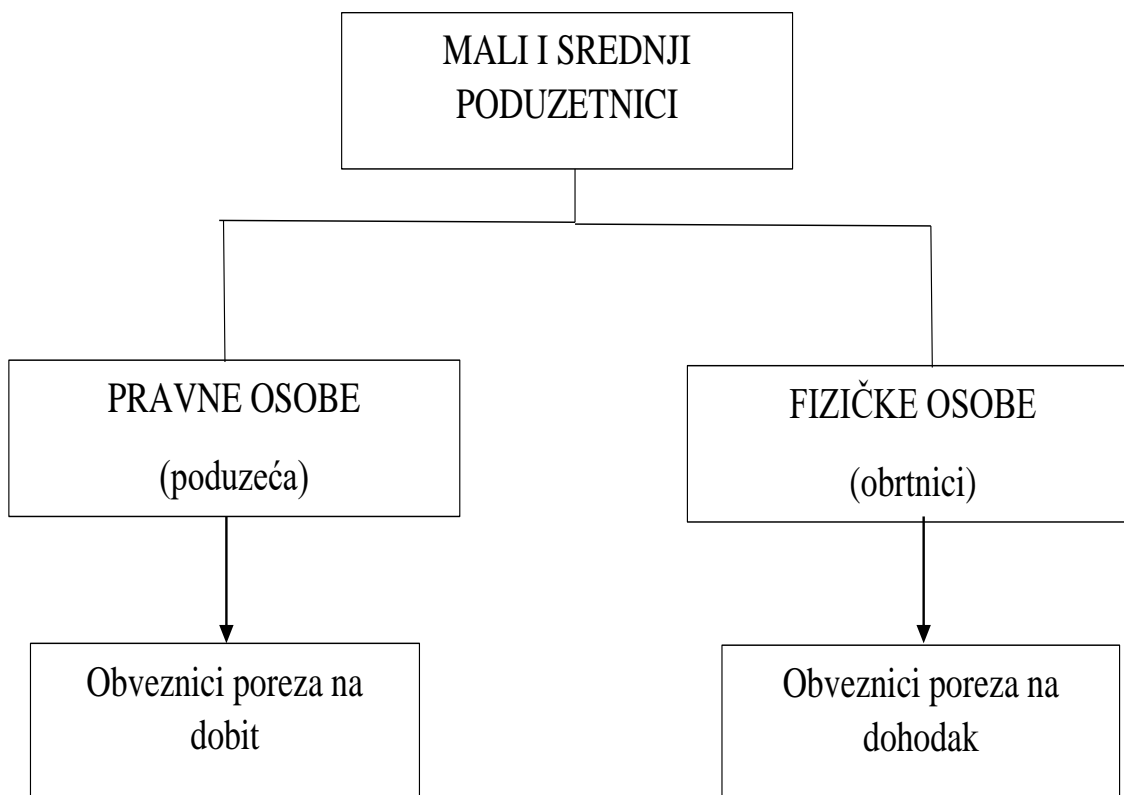 MALI I SREDNJI
PODUZETNICI
PRAVNE OSOBE
(poduzeća)
FIZIČKE OSOBE
(obrtnici)
Obveznici poreza na
dobit
Obveznici poreza na
dohodak